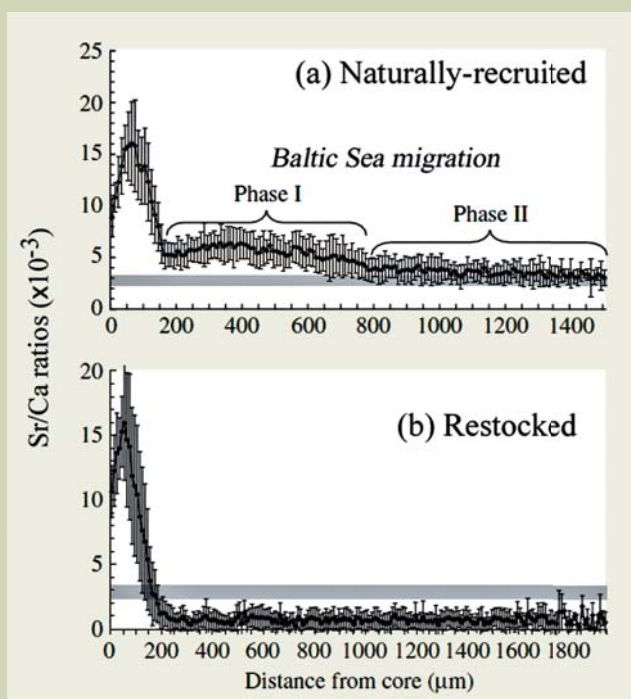 25
20
15
10
5
0
(a) Naturally-recruited
Baltic Sea migration
Phase I
Phase II
0 200 400 600 800 1000 1200 1400
Sr/Ca ratios (×10-3)
20
15
10
5
0
(b) Restocked
0 200 400 600 800 1000 1200 1400 1600 1800
Distance from core (μm)